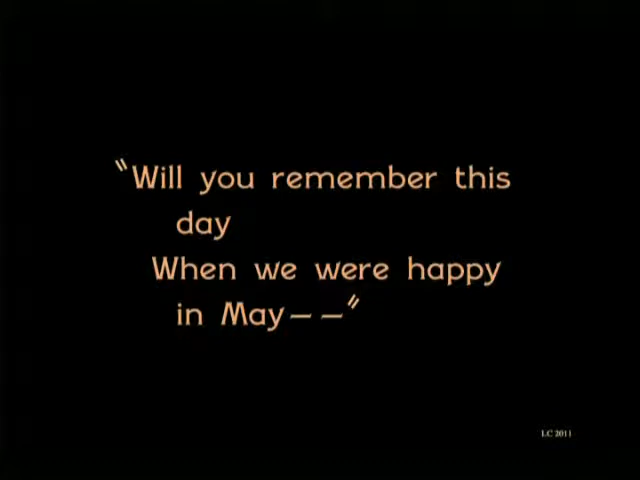 "Will you remember this
day
When we were happy
in May — —"
LC 2011